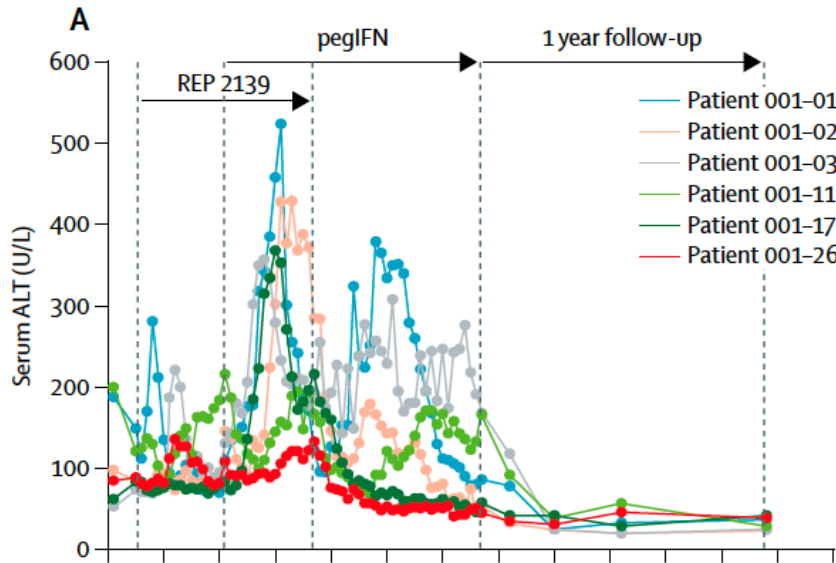 A
pegIFN
1 year follow-up
REP 2139
600
500
400
300
200
100
0
Serum ALT (U/L)
Patient 001–01
Patient 001–02
Patient 001–03
Patient 001–11
Patient 001–17
Patient 001–26